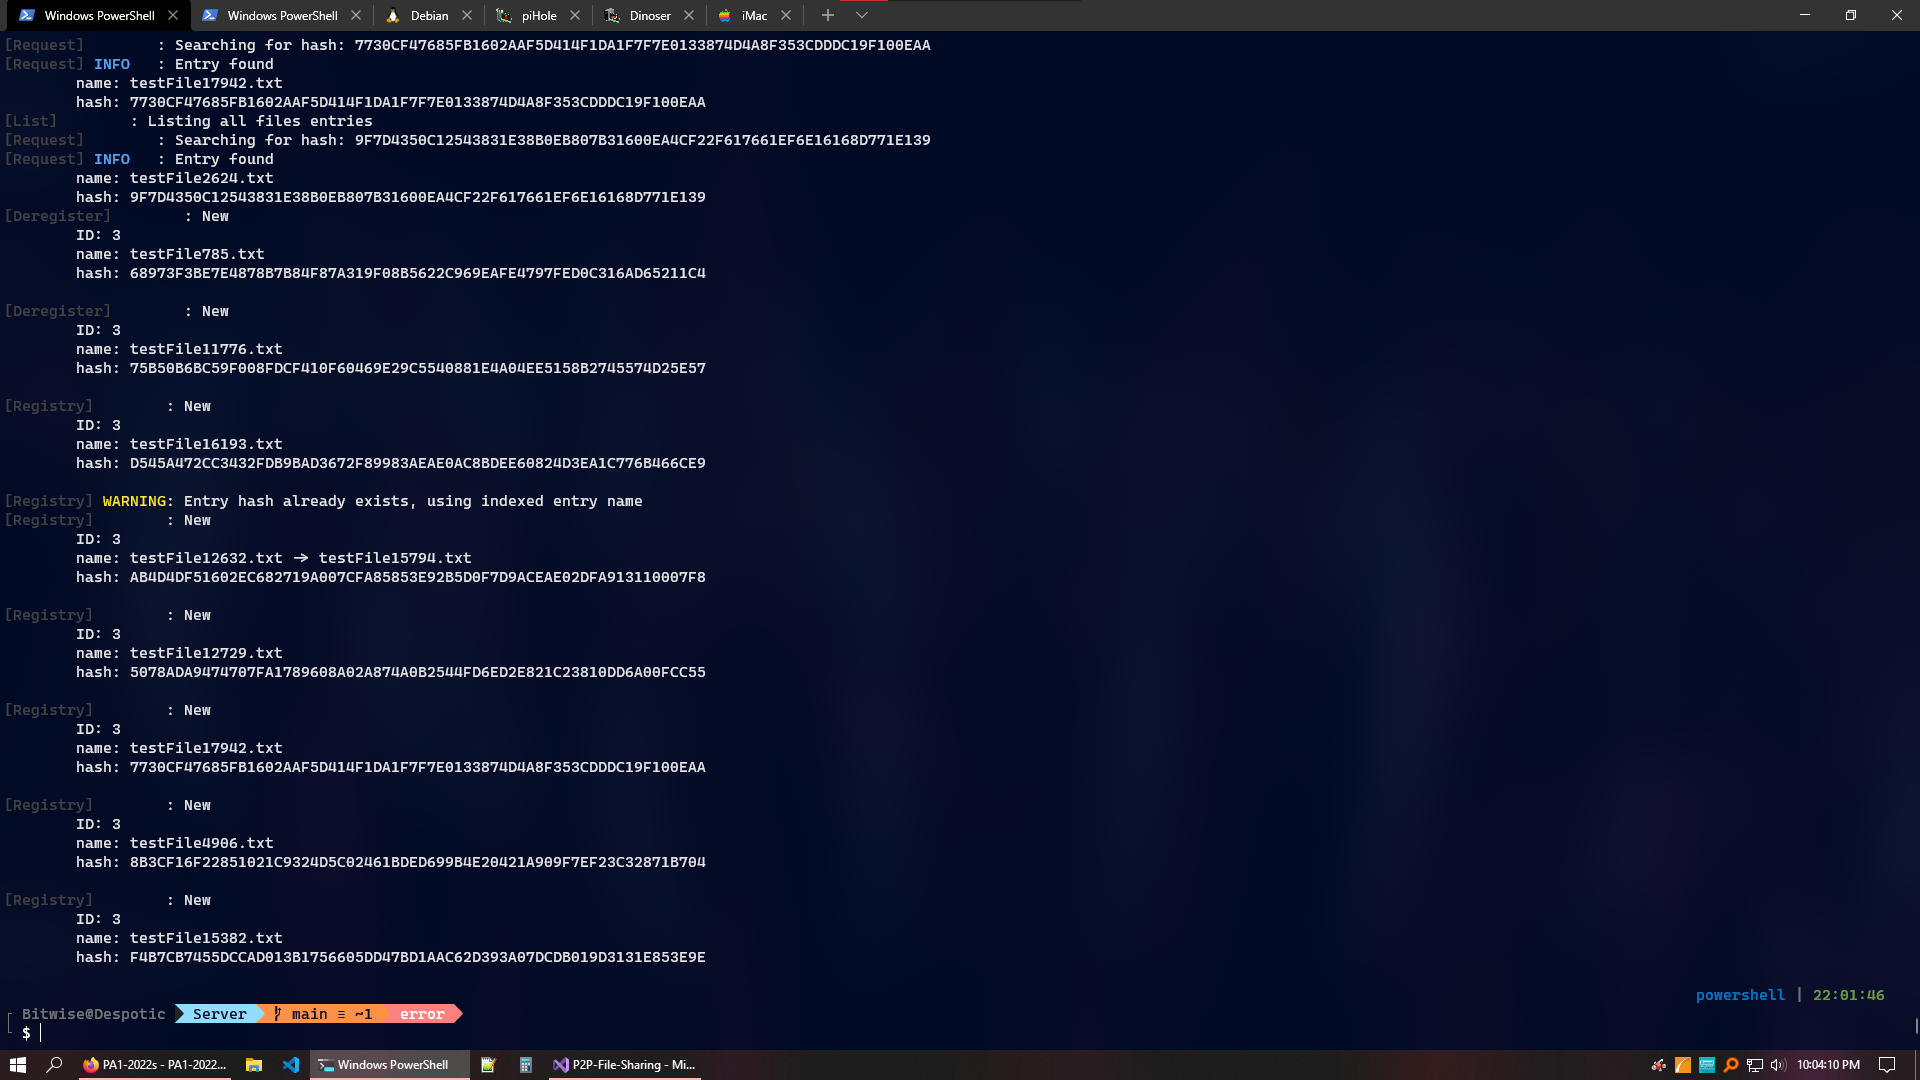 Windows PowerShell Windows PowerShell Debian piHole Dinoser iMac
[Request] : Searching for hash: 7730CF47685FB1602AAF5D414F1DA1F7F7E0133874D4A8F353CDDDC19F100EAA
[Request] INFO : Entry found
name: testFile17942.txt
hash: 7730CF47685FB1602AAF5D414F1DA1F7F7E0133874D4A8F353CDDDC19F100EAA
[List] : Listing all files entries
[Request] : Searching for hash: 9F7D4350C12543831E38B0EB807B31600EA4CF22F617661EF6E16168D771E139
[Request] INFO : Entry found
name: testFile2624.txt
hash: 9F7D4350C12543831E38B0EB807B31600EA4CF22F617661EF6E16168D771E139
[Deregister] : New
ID: 3
name: testFile785.txt
hash: 68973F3BE7E4878B7B84F87A319F08B5622C969EAFE4797FED0C316AD65211C4
[Deregister] : New
ID: 3
name: testFile11776.txt
hash: 75B50B6BC59F008FDCF410F60469E29C5540881E4A04EE5158B2745574D25E57
[Registry] : New
ID: 3
name: testFile16193.txt
hash: D545A472CC3432FDB9BAD3672F89983AEAE0AC8BDEE60824D3EA1C776B466CE9
[Registry] WARNING: Entry hash already exists, using indexed entry name
[Registry] : New
ID: 3
name: testFile12632.txt -> testFile15794.txt
hash: AB4D4DF51602EC682719A007CFA85853E92B5D0F7D9ACEAE02DFA913110007F8
[Registry] : New
ID: 3
name: testFile12729.txt
hash: 5078ADA9474707FA1789608A02A874A0B2544FD6ED2E821C23810DD6A00FCC55
[Registry] : New
ID: 3
name: testFile17942.txt
hash: 7730CF47685FB1602AAF5D414F1DA1F7F7E0133874D4A8F353CDDDC19F100EAA
[Registry] : New
ID: 3
name: testFile4906.txt
hash: 8B3CF16F22851021C9324D5C02461BDED699B4E20421A909F7EF23C32871B704
[Registry] : New
ID: 3
name: testFile15382.txt
hash: F4B7CB7455DCCAD013B1756605DD47BD1AAC62D393A07DCDB019D3131E853E9E
powershell | 22:01:46
Bitwise@Despotic Server main ≡ ~1 error
$
PA1-2022s - PA1-2022... Windows PowerShell P2P-File-Sharing - Mi... 10:04:10 PM